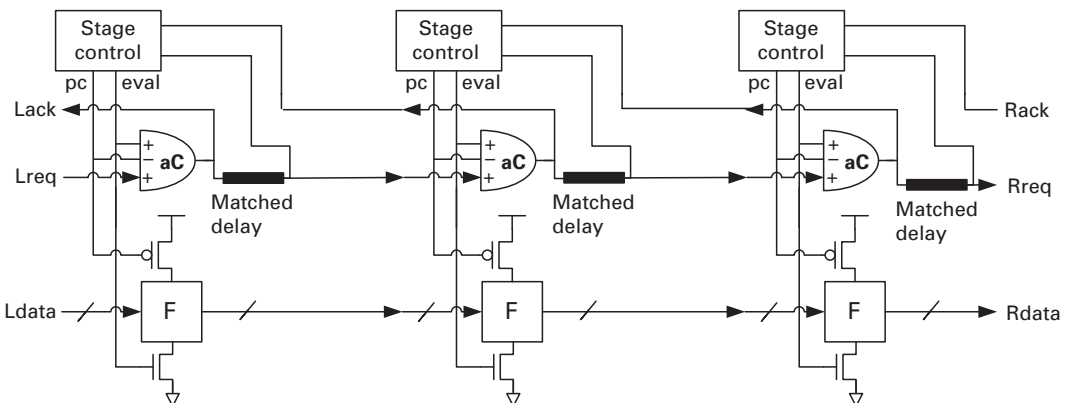 Stage
control
Stage
control
Stage
control
pc eval
pc eval
pc eval
Lack
Rack
+
− aC
+
+
− aC
+
+
− aC
+
Lreq
Rreq
Matched
delay
Matched
delay
Matched
delay
Ldata
F
F
F
Rdata